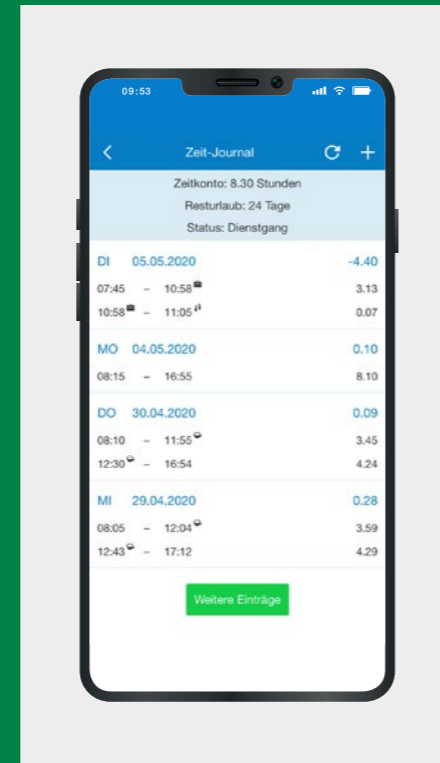 09:53
Zeit-Journal
Zeitkonto: 8.30 Stunden
Resturlaub: 24 Tage
Status: Dienstgang
DI 05.05.2020 -4.40
07:45 – 10:58 3.13
10:58 – 11:05 0.07
MO 04.05.2020 0.10
08:15 – 16:55 8.10
DO 30.04.2020 0.09
08:10 – 11:55 3.45
12:30 – 16:54 4.24
MI 29.04.2020 0.28
08:05 – 12:04 3.59
12:43 – 17:12 4.29
Weitere Einträge